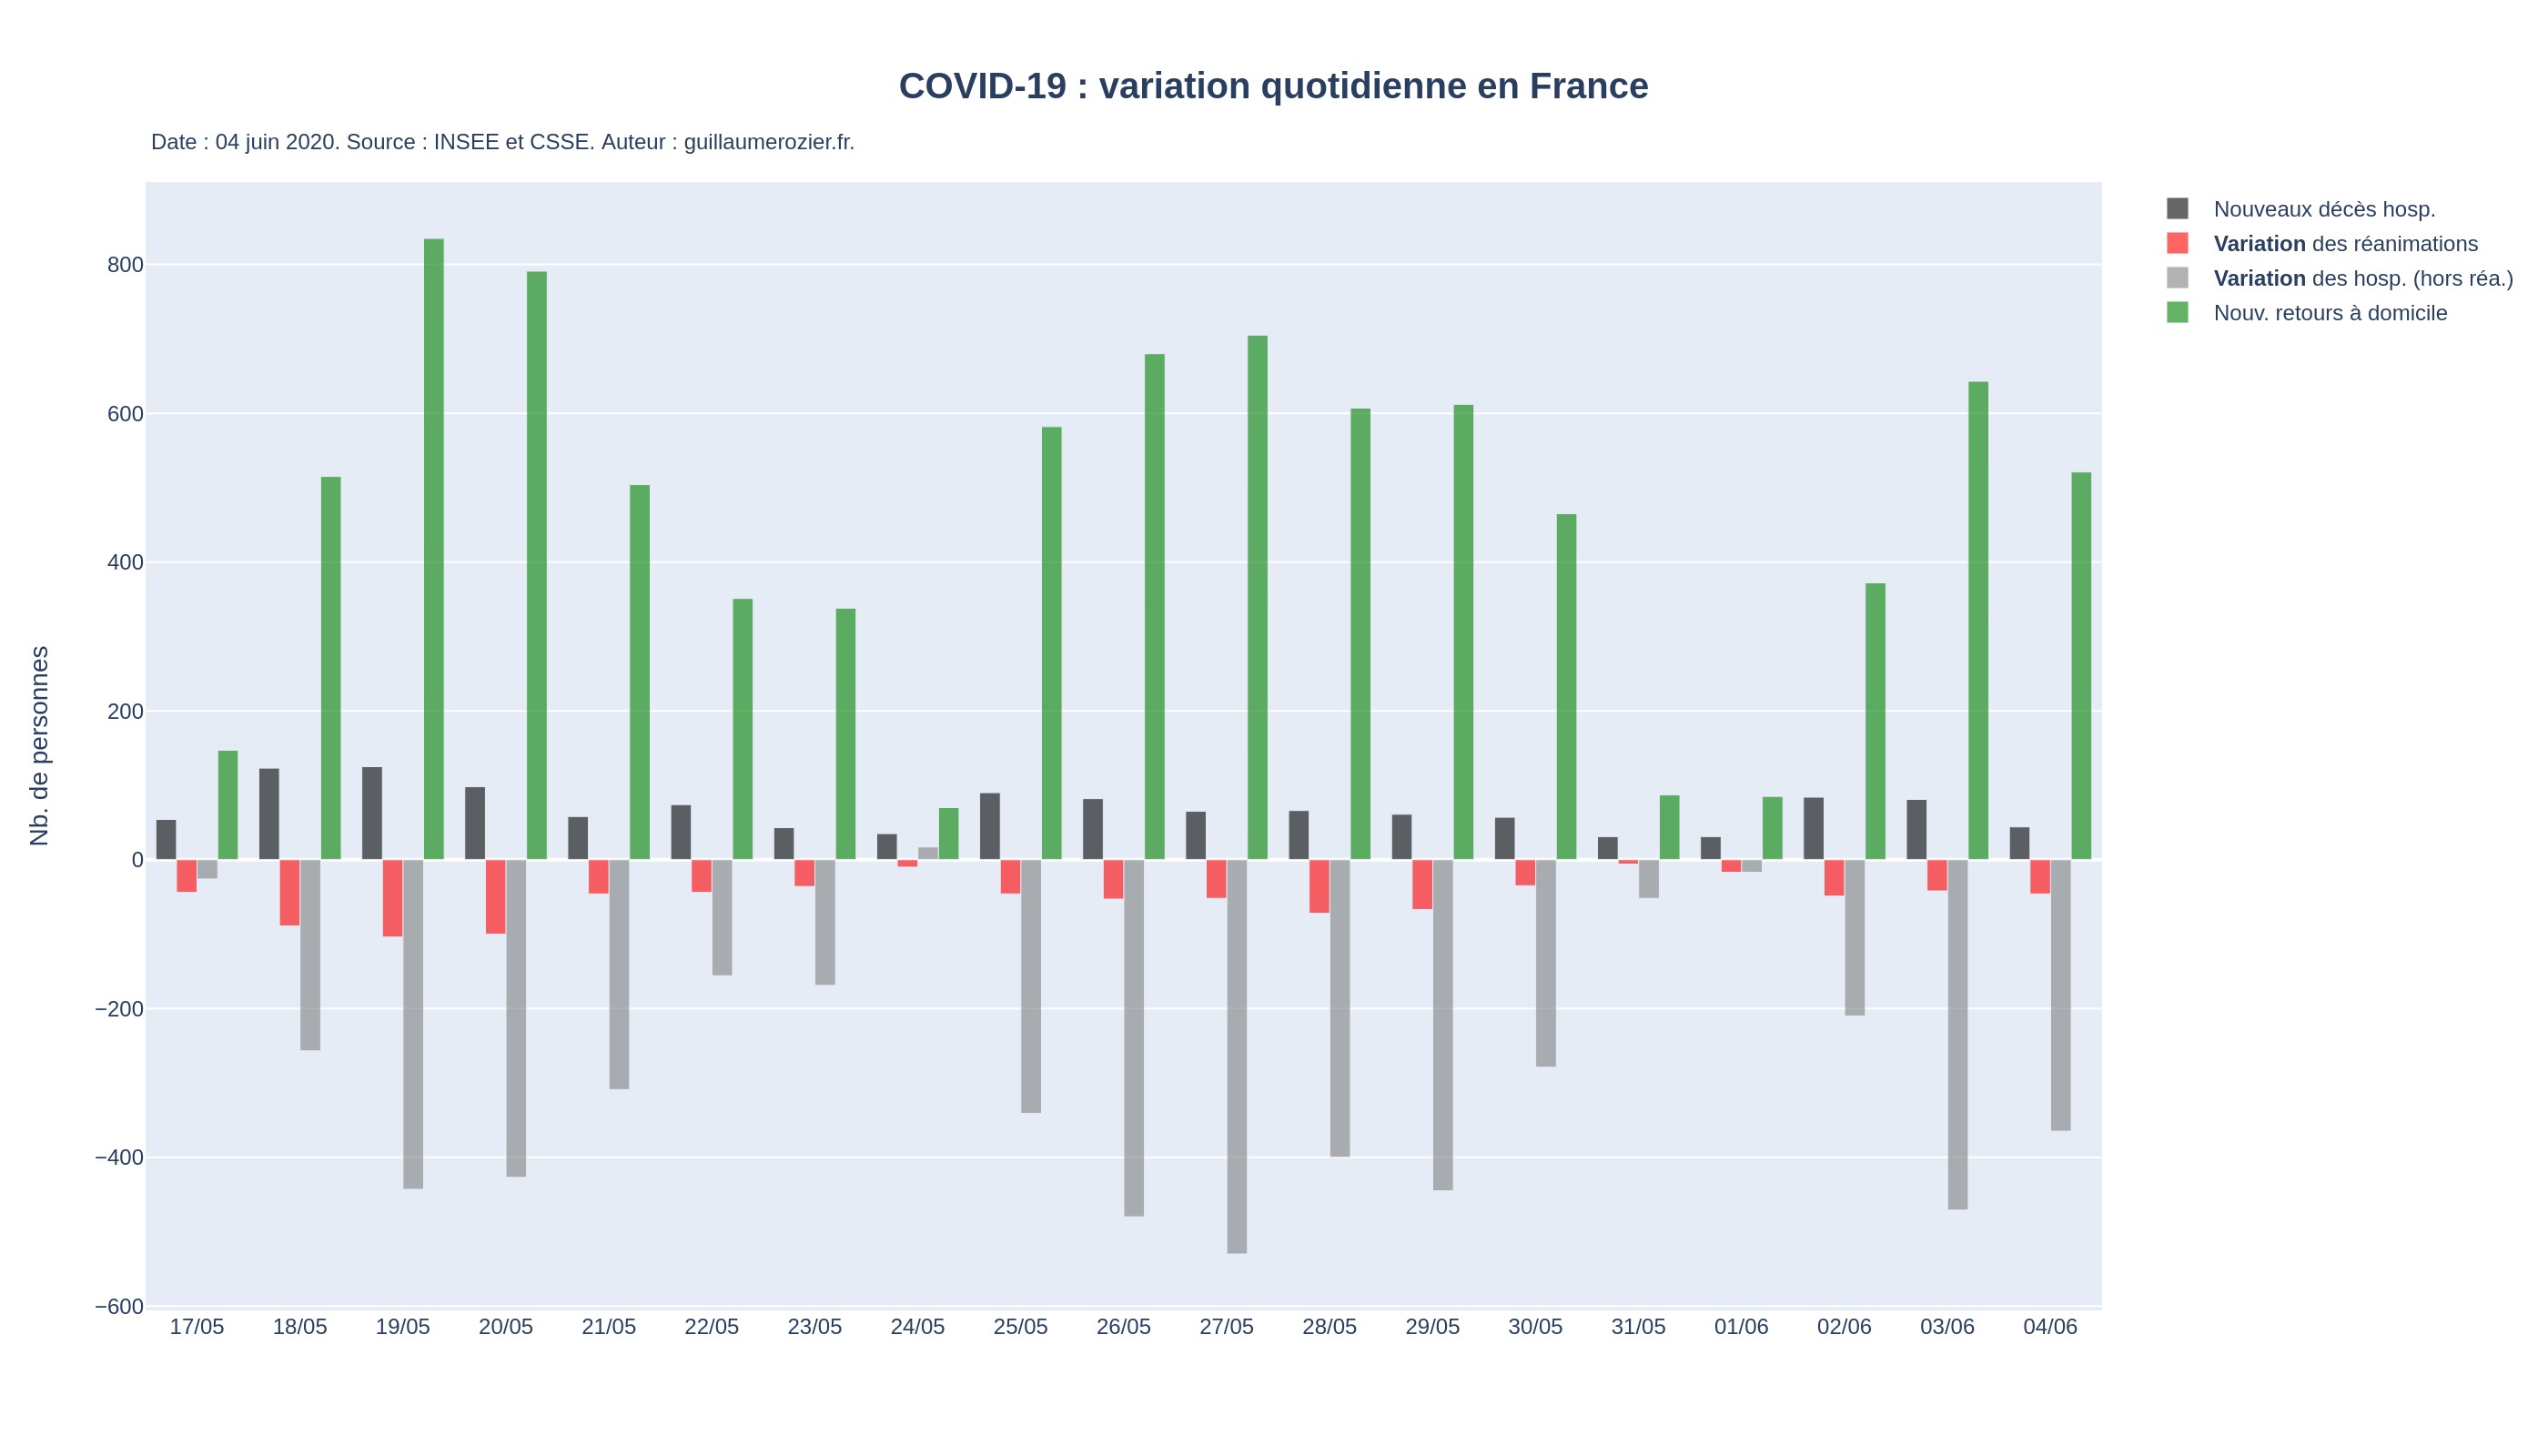 COVID-19 : variation quotidienne en France
Date : 04 juin 2020. Source : INSEE et CSSE. Auteur : guillaumerozier.fr.
Nouveaux décès hosp.
Variation des réanimations
Variation des hosp. (hors réa.)
Nouv. retours à domicile
Nb. de personnes
800
600
400
200
0
−200
−400
−600
17/05 18/05 19/05 20/05 21/05 22/05 23/05 24/05 25/05 26/05 27/05 28/05 29/05 30/05 31/05 01/06 02/06 03/06 04/06